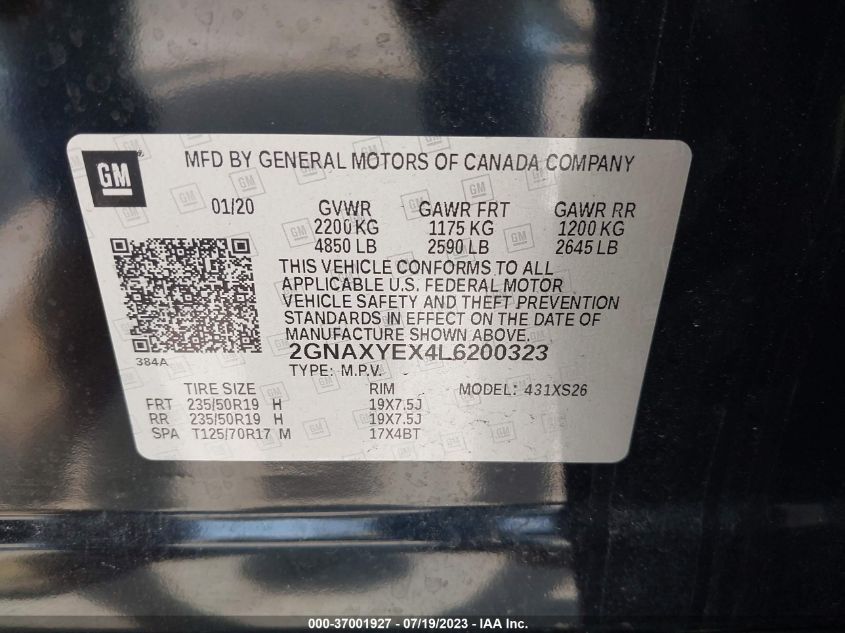 GM
MFD BY GENERAL MOTORS OF CANADA COMPANY
01/20 GVWR GAWR FRT GAWR RR
2200 KG 1175 KG 1200 KG
4850 LB 2590 LB 2645 LB
THIS VEHICLE CONFORMS TO ALL
APPLICABLE U.S. FEDERAL MOTOR
VEHICLE SAFETY AND THEFT PREVENTION
STANDARDS IN EFFECT ON THE DATE OF
MANUFACTURE SHOWN ABOVE.
2GNAXYEX4L6200323
384A
TYPE: M.P.V.
TIRE SIZE RIM MODEL: 431XS26
FRT 235/50R19 H 19X7.5J
RR 235/50R19 H 19X7.5J
SPA T125/70R17 M 17X4BT
000-37001927 - 07/19/2023 - IAA Inc.